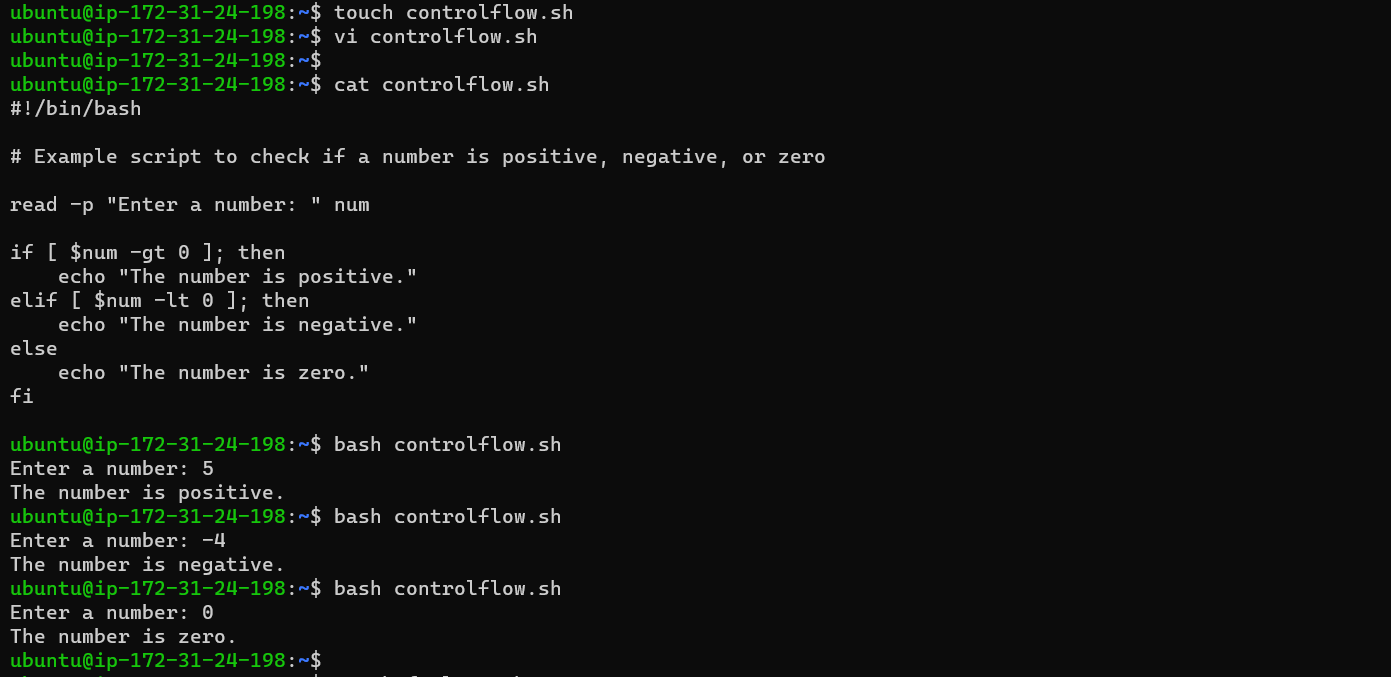 ubuntu@ip-172-31-24-198:~$ touch controlflow.sh
ubuntu@ip-172-31-24-198:~$ vi controlflow.sh
ubuntu@ip-172-31-24-198:~$
ubuntu@ip-172-31-24-198:~$ cat controlflow.sh
#!/bin/bash

# Example script to check if a number is positive, negative, or zero

read -p "Enter a number: " num

if [ $num -gt 0 ]; then
    echo "The number is positive."
elif [ $num -lt 0 ]; then
    echo "The number is negative."
else
    echo "The number is zero."
fi

ubuntu@ip-172-31-24-198:~$ bash controlflow.sh
Enter a number: 5
The number is positive.
ubuntu@ip-172-31-24-198:~$ bash controlflow.sh
Enter a number: -4
The number is negative.
ubuntu@ip-172-31-24-198:~$ bash controlflow.sh
Enter a number: 0
The number is zero.
ubuntu@ip-172-31-24-198:~$